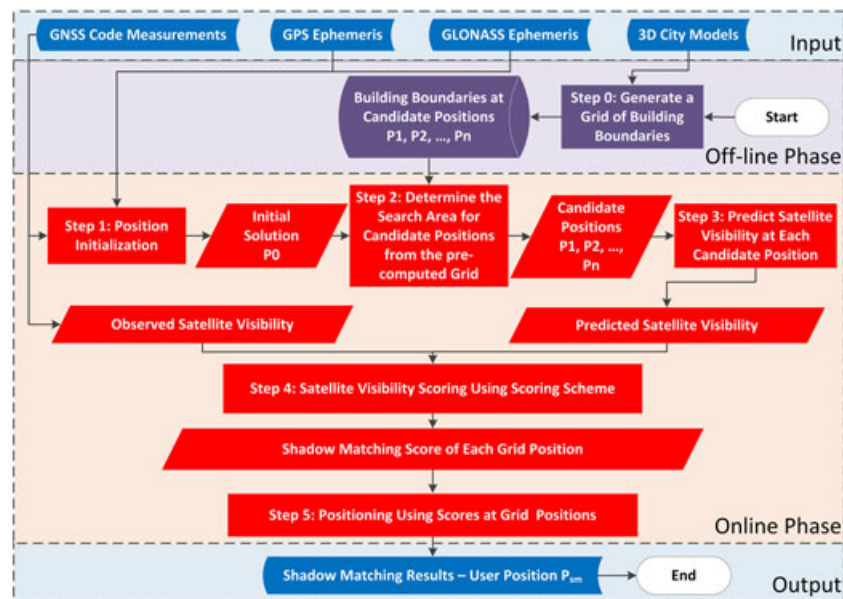 GNSS Code Measurements
GPS Ephemeris
GLONASS Ephemeris
3D City Models
Input
Building Boundaries at
Candidate Positions
P1, P2, ..., Pn
Step 0: Generate a
Grid of Building
Boundaries
Start
Off-line Phase
Step 1: Position
Initialization
Initial
Solution
P0
Step 2: Determine the
Search Area for
Candidate Positions
from the pre-
computed Grid
Candidate
Positions
P1, P2, ...,
Pn
Step 3: Predict Satellite
Visibility at Each
Candidate Position
Observed Satellite Visibility
Predicted Satellite Visibility
Step 4: Satellite Visibility Scoring Using Scoring Scheme
Shadow Matching Score of Each Grid Position
Step 5: Positioning Using Scores at Grid Positions
Online Phase
Shadow Matching Results – User Position Psm
End
Output